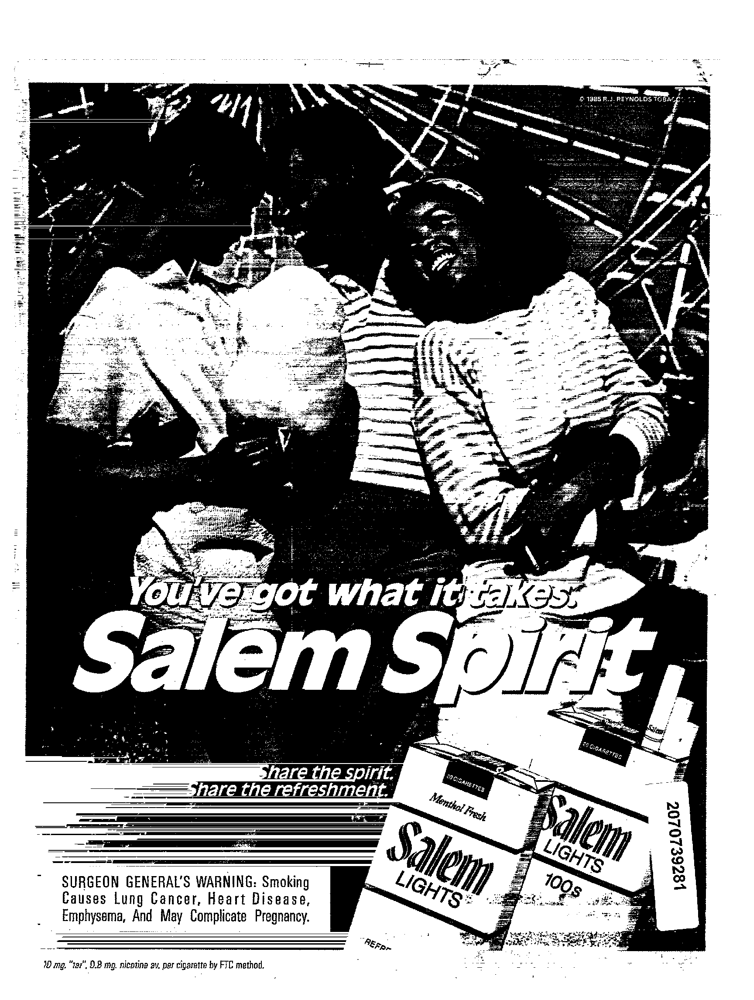 © 1985 R.J. REYNOLDS TOBACCO
You've got what it takes.
Salem Spirit
Share the spirit.
Share the refreshment.
20 CIGARETTES
Menthol Fresh
Salem
LIGHTS
20 CIGARETTES
Salem
LIGHTS
100s
2070739281
SURGEON GENERAL'S WARNING: Smoking
Causes Lung Cancer, Heart Disease,
Emphysema, And May Complicate Pregnancy.
10 mg. "tar", 0.8 mg. nicotine av. per cigarette by FTC method.